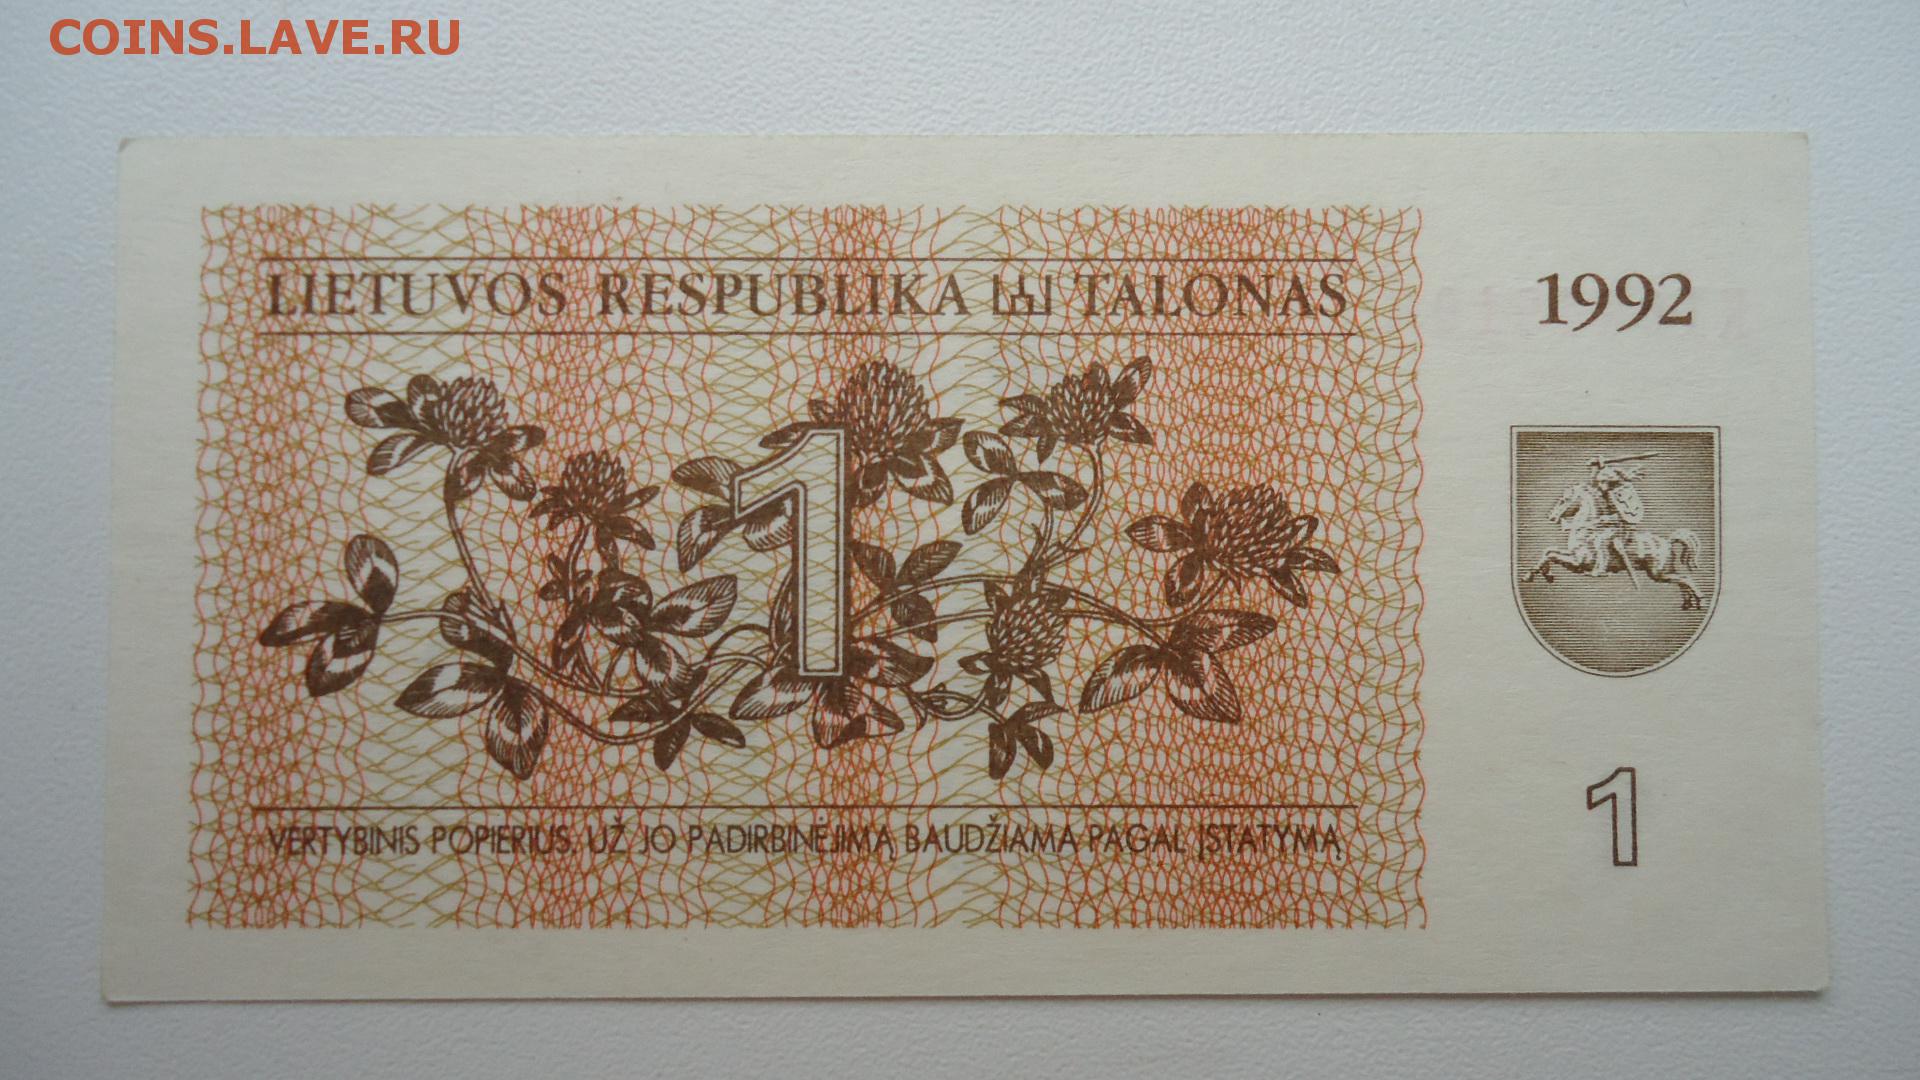 COINS.LAVE.RU
LIETUVOS RESPUBLIKA TALONAS
1992
1
VERTYBINIS POPIERIUS. UŽ JO PADIRBINĖJIMĄ BAUDŽIAMA PAGAL ĮSTATYMĄ
1